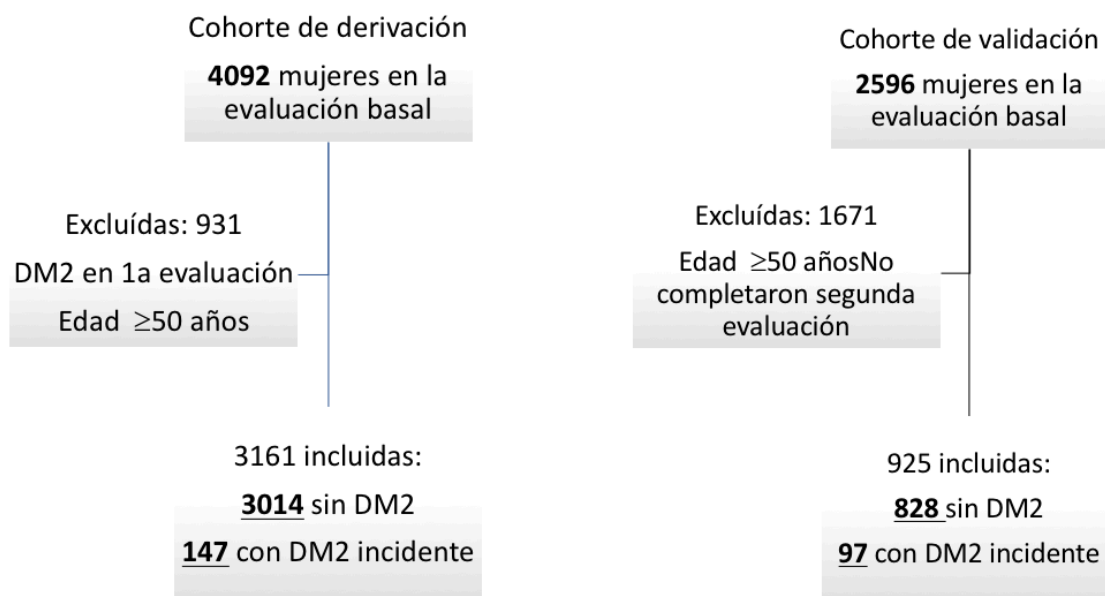 Cohorte de derivación
4092 mujeres en la
evaluación basal
Excluídas: 931
DM2 en 1a evaluación
Edad ≥50 años
3161 incluidas:
3014 sin DM2
147 con DM2 incidente
Cohorte de validación
2596 mujeres en la
evaluación basal
Excluídas: 1671
Edad ≥50 añosNo
completaron segunda
evaluación
925 incluidas:
828 sin DM2
97 con DM2 incidente